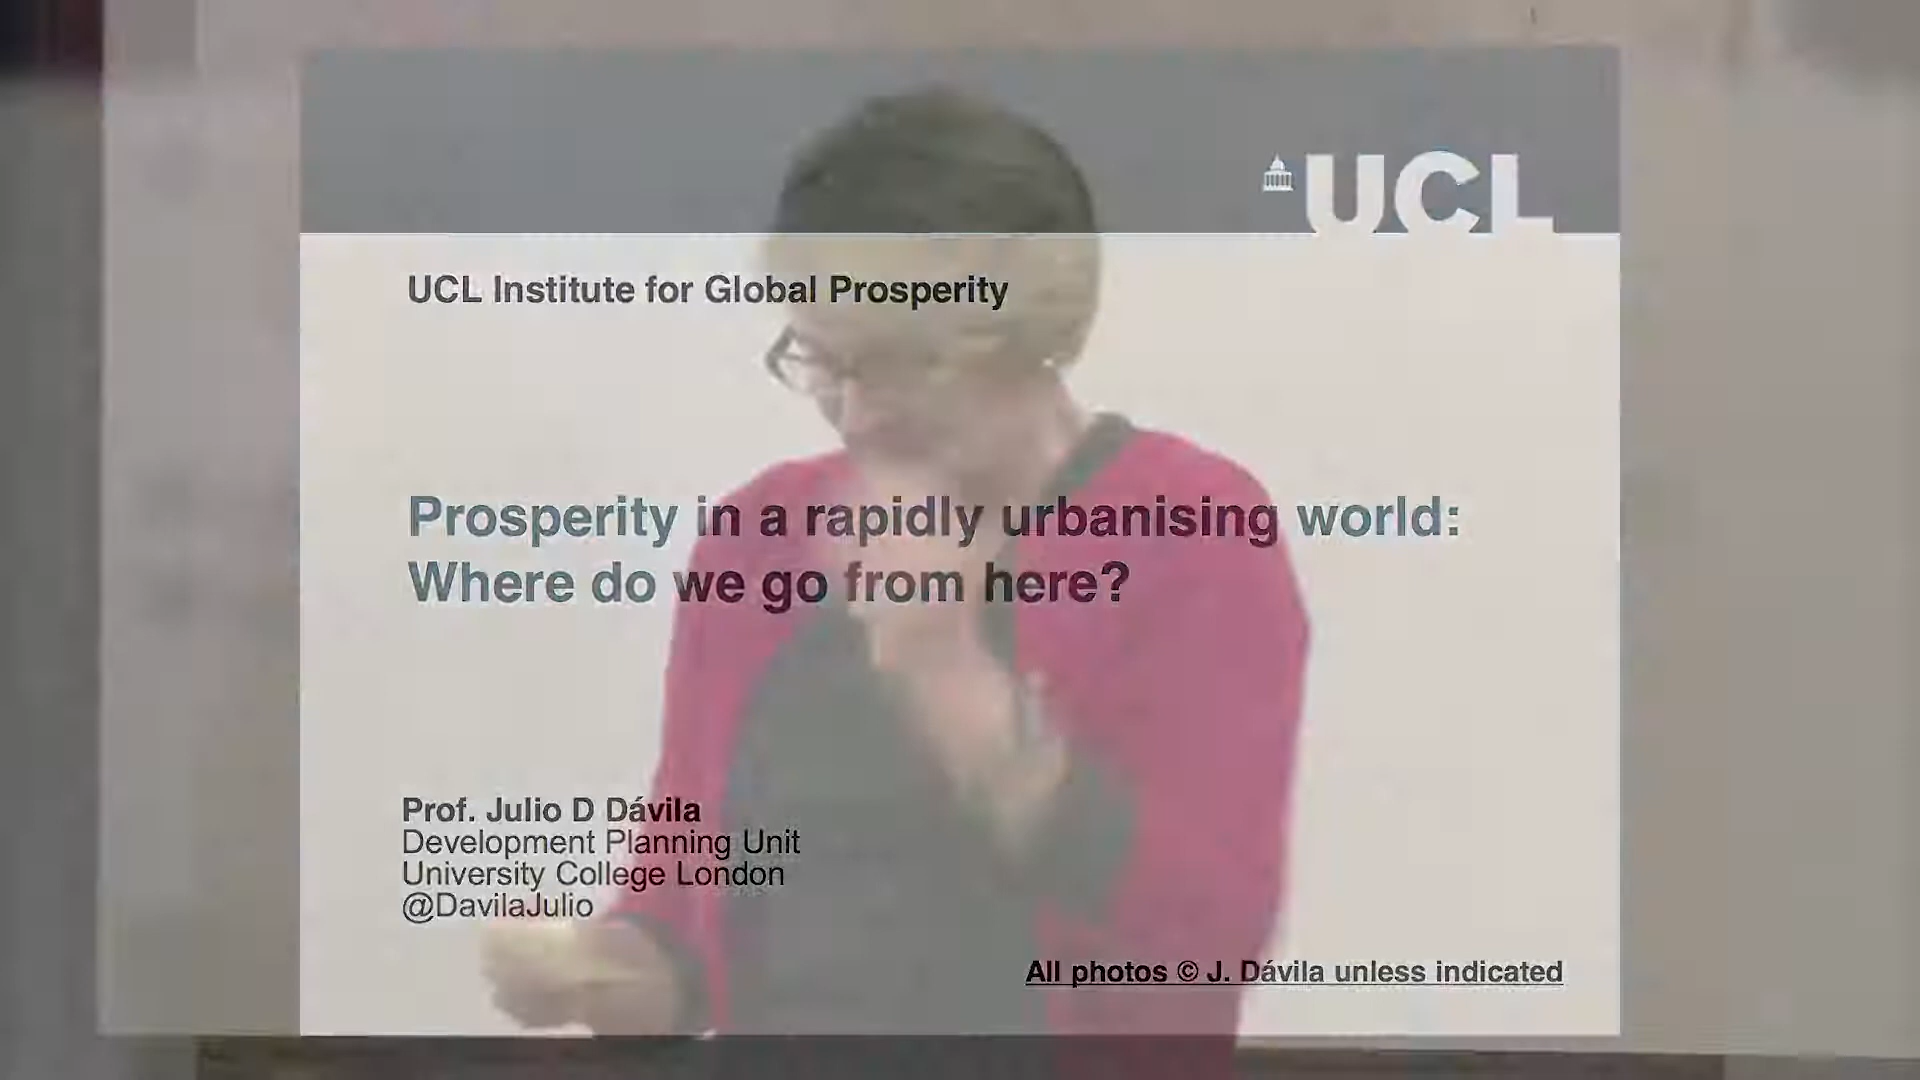 UCL
UCL Institute for Global Prosperity
Prosperity in a rapidly urbanising world:
Where do we go from here?
Prof. Julio D Dávila
Development Planning Unit
University College London
@DavilaJulio
All photos © J. Dávila unless indicated